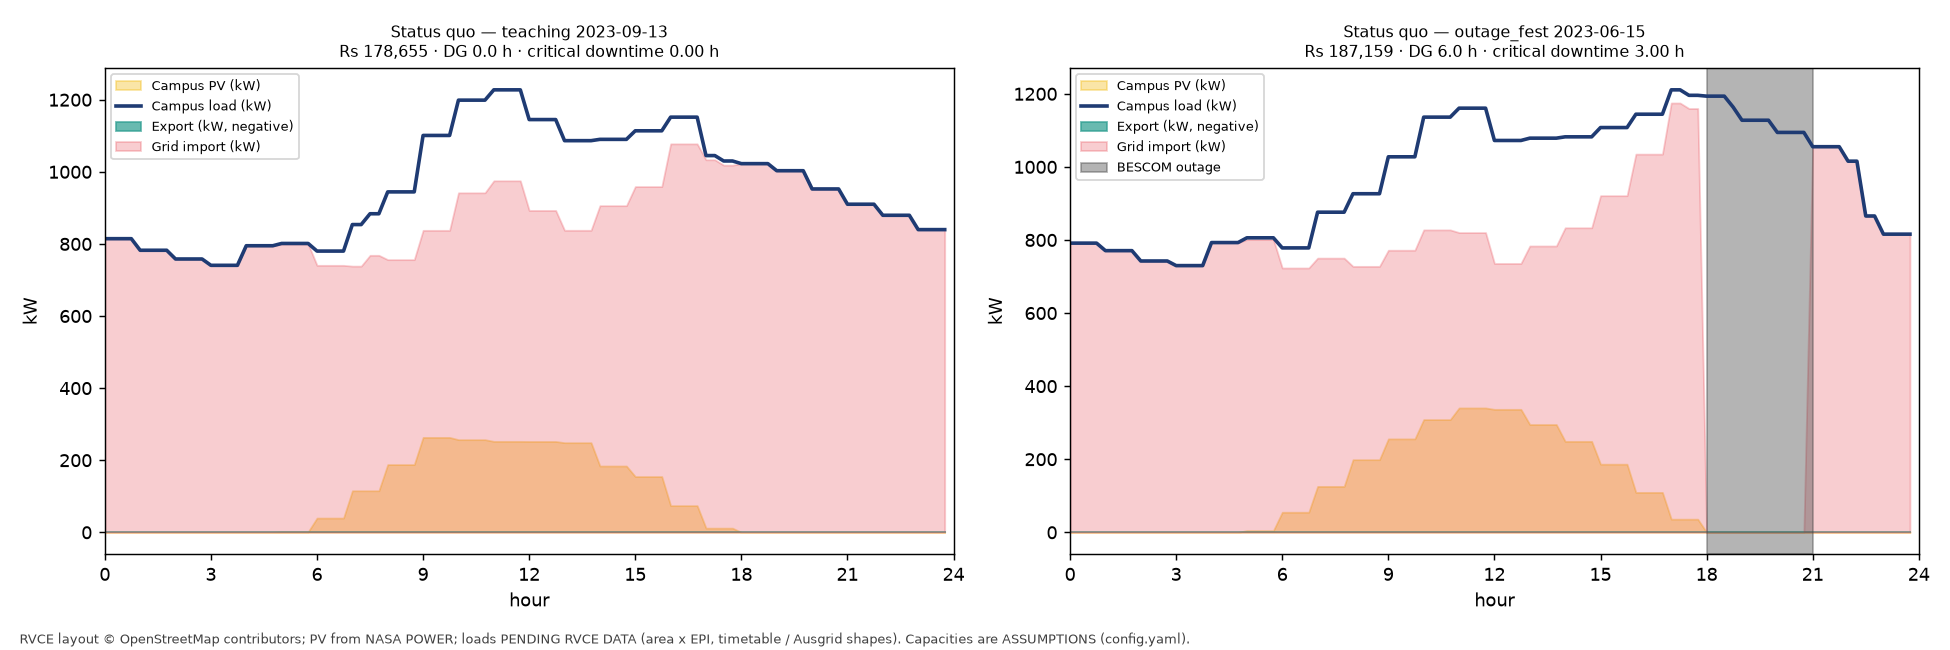 Status quo — teaching 2023-09-13
Rs 178,655 · DG 0.0 h · critical downtime 0.00 h
Campus PV (kW)
Campus load (kW)
Export (kW, negative)
Grid import (kW)
1200
1000
800
600
400
200
0
kW
0 3 6 9 12 15 18 21 24
hour
Status quo — outage_fest 2023-06-15
Rs 187,159 · DG 6.0 h · critical downtime 3.00 h
Campus PV (kW)
Campus load (kW)
Export (kW, negative)
Grid import (kW)
BESCOM outage
1200
1000
800
600
400
200
0
kW
0 3 6 9 12 15 18 21 24
hour
RVCE layout © OpenStreetMap contributors; PV from NASA POWER; loads PENDING RVCE DATA (area x EPI, timetable / Ausgrid shapes). Capacities are ASSUMPTIONS (config.yaml).